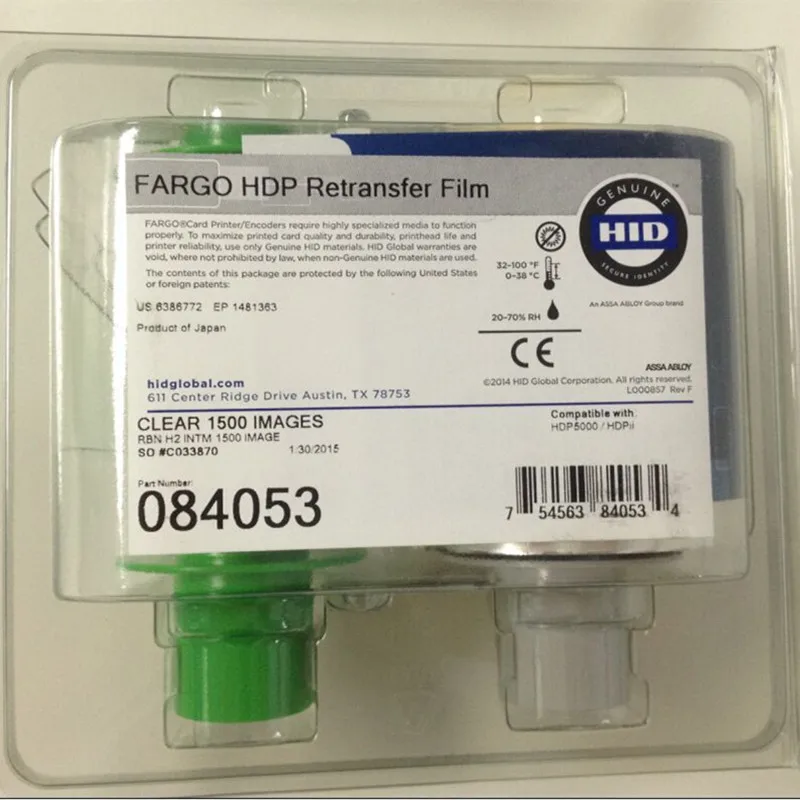 FARGO HDP Retransfer Film
GENUINE
HID
SECURE IDENTITY
™
An ASSA ABLOY Group brand
FARGO®Card Printer/Encoders require highly specialized media to function
properly. To maximize printed card quality and durability, printhead life and
printer reliability, use only Genuine HID materials. HID Global warranties are
void, where not prohibited by law, when non-Genuine HID materials are used.
The contents of this package are protected by the following United States
or foreign patents:
US 6386772 EP 1481363
Product of Japan
32-100 °F
0-38 °C
20-70% RH
CE
ASSA ABLOY
©2014 HID Global Corporation. All rights reserved.
L000857 Rev F
hidglobal.com
611 Center Ridge Drive Austin, TX 78753
CLEAR 1500 IMAGES
RBN H2 INTM 1500 IMAGE
SO #C033870 1/30/2015
Compatible with:
HDP5000 / HDPii
Part Number:
084053
7 54563 84053 4